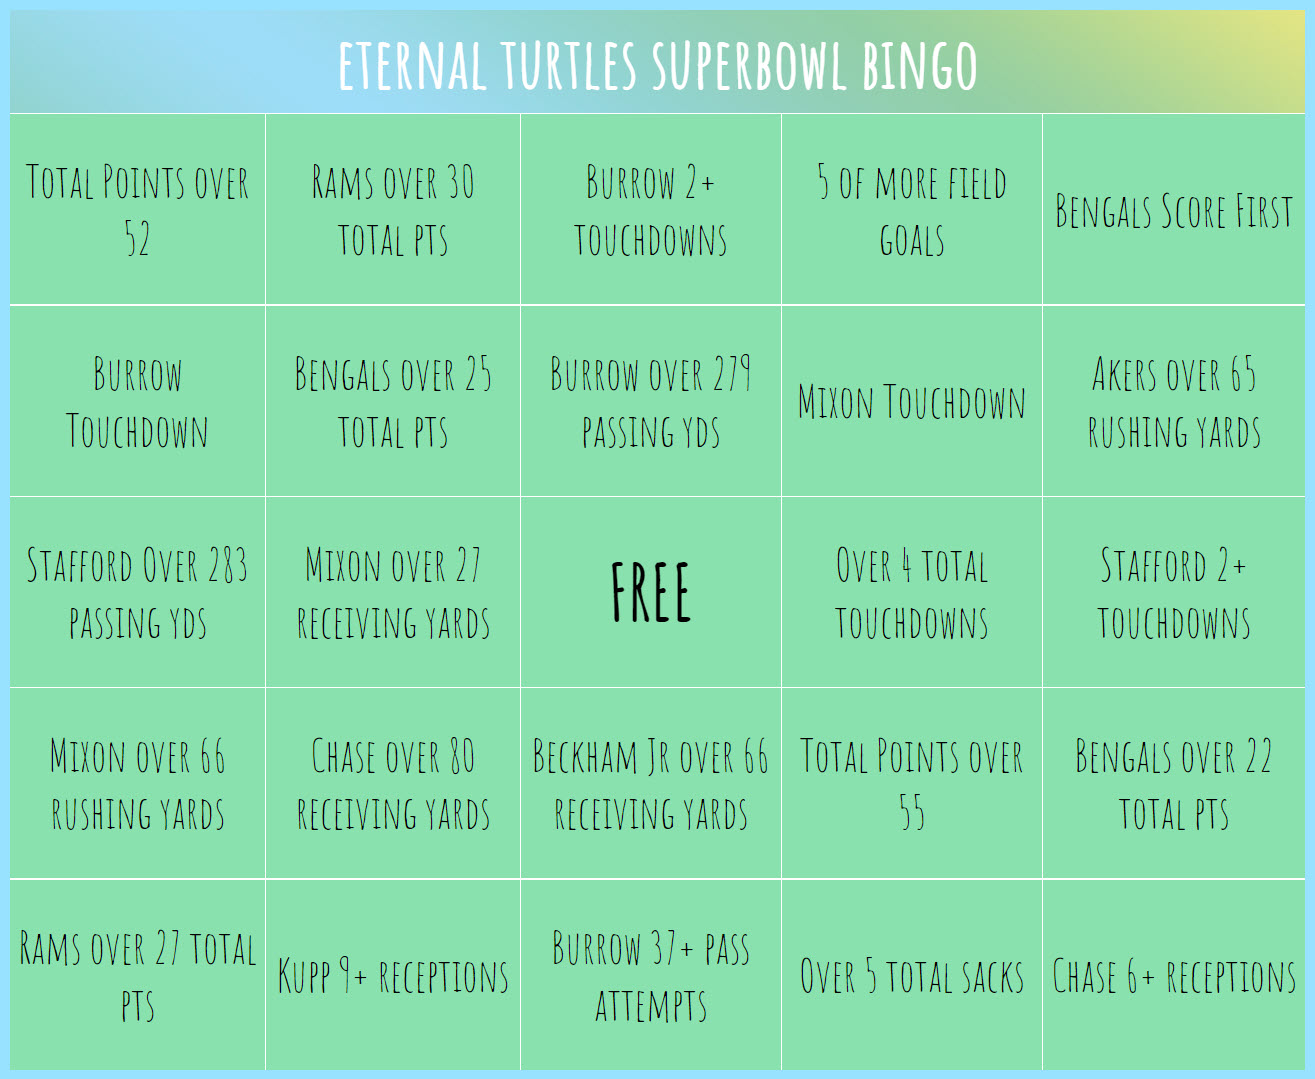 ETERNAL TURTLES SUPERBOWL BINGO
TOTAL POINTS OVER
52
RAMS OVER 30
TOTAL PTS
BURROW 2+
TOUCHDOWNS
5 OF MORE FIELD
GOALS
BENGALS SCORE FIRST
BURROW
TOUCHDOWN
BENGALS OVER 25
TOTAL PTS
BURROW OVER 279
PASSING YDS
MIXON TOUCHDOWN
AKERS OVER 65
RUSHING YARDS
STAFFORD OVER 283
PASSING YDS
MIXON OVER 27
RECEIVING YARDS
FREE
OVER 4 TOTAL
TOUCHDOWNS
STAFFORD 2+
TOUCHDOWNS
MIXON OVER 66
RUSHING YARDS
CHASE OVER 80
RECEIVING YARDS
BECKHAM JR OVER 66
RECEIVING YARDS
TOTAL POINTS OVER
55
BENGALS OVER 22
TOTAL PTS
RAMS OVER 27 TOTAL
PTS
KUPP 9+ RECEPTIONS
BURROW 37+ PASS
ATTEMPTS
OVER 5 TOTAL SACKS
CHASE 6+ RECEPTIONS